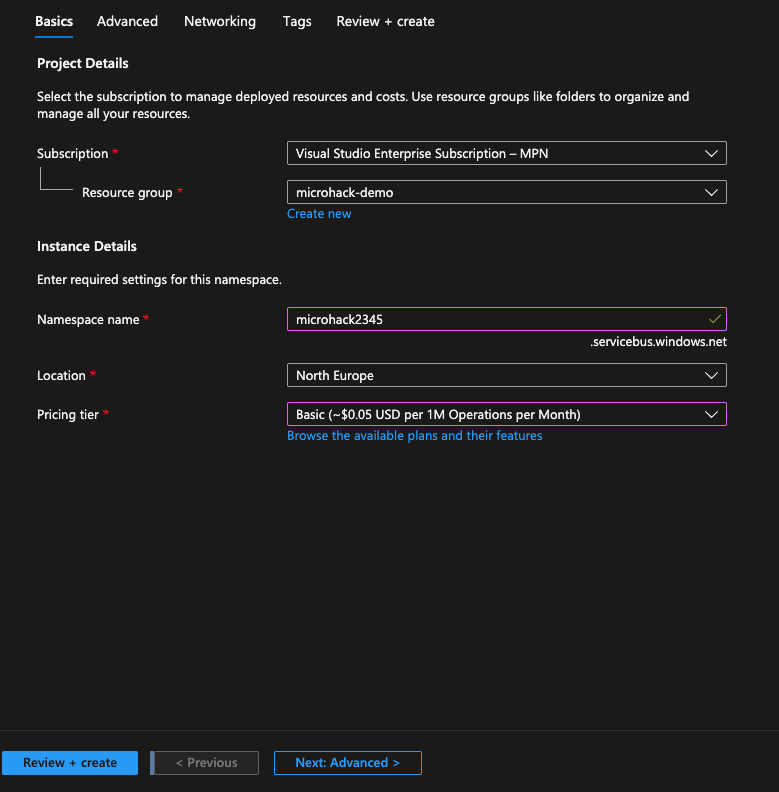 Basics Advanced Networking Tags Review + create
Project Details
Select the subscription to manage deployed resources and costs. Use resource groups like folders to organize and
manage all your resources.
Subscription * Visual Studio Enterprise Subscription – MPN
Resource group * microhack-demo
Create new
Instance Details
Enter required settings for this namespace.
Namespace name * microhack2345
.servicebus.windows.net
Location * North Europe
Pricing tier * Basic (~$0.05 USD per 1M Operations per Month)
Browse the available plans and their features
Review + create < Previous Next: Advanced >